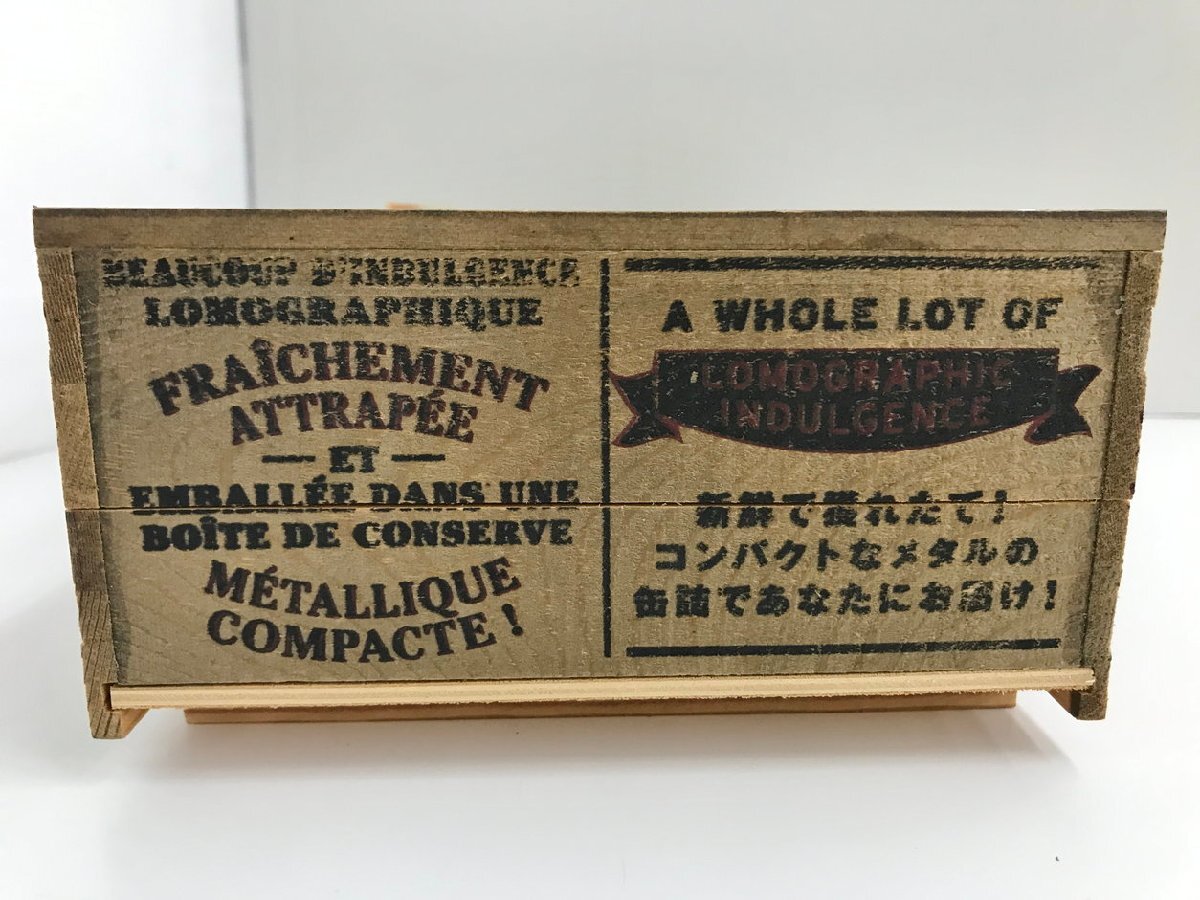 BEAUCOUP D'INDULGENCE
LOMOGRAPHIQUE
FRAÎCHEMENT
ATTRAPÉE
— ET —
EMBALLÉE DANS UNE
BOÎTE DE CONSERVE
MÉTALLIQUE
COMPACTE !
A WHOLE LOT OF
LOMOGRAPHIC
INDULGENCE
新鮮で獲れたて!
コンパクトなメタルの
缶詰であなたにお届け!